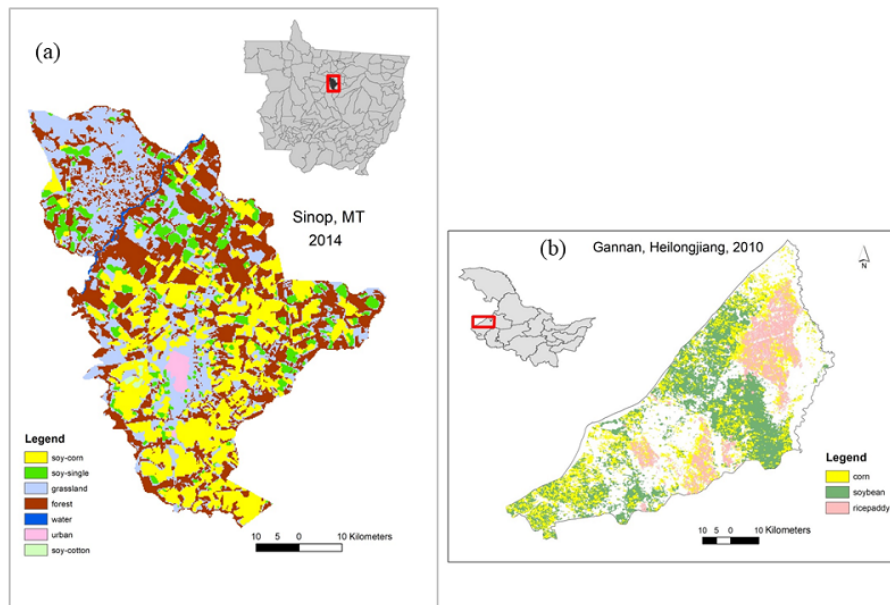 (a)
Sinop, MT
2014
Legend
soy-corn
soy-single
grassland
forest
water
urban
soy-cotton
10 5 0 10 Kilometers
(b)
Gannan, Heilongjiang, 2010
N
Legend
corn
soybean
ricepaddy
10 5 0 10 Kilometers